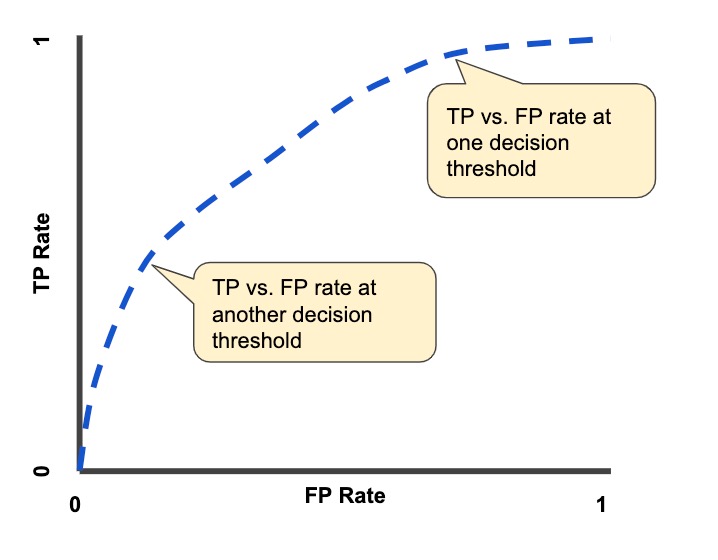 1
TP vs. FP rate at
one decision
threshold
TP Rate
TP vs. FP rate at
another decision
threshold
0
0
FP Rate
1